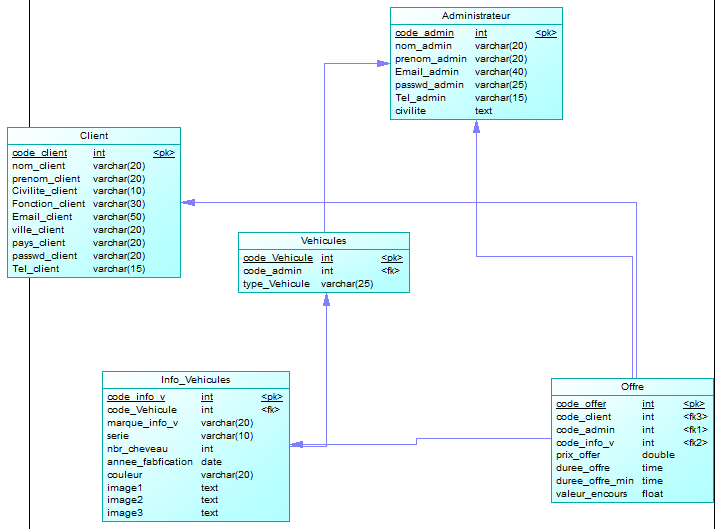 Administrateur
code_admin int <pk>
nom_admin varchar(20)
prenom_admin varchar(20)
Email_admin varchar(40)
passwd_admin varchar(25)
Tel_admin varchar(15)
civilite text
Client
code_client int <pk>
nom_client varchar(20)
prenom_client varchar(20)
Civilite_client varchar(10)
Fonction_client varchar(30)
Email_client varchar(50)
ville_client varchar(20)
pays_client varchar(20)
passwd_client varchar(20)
Tel_client varchar(15)
Vehicules
code_Vehicule int <pk>
code_admin int <fk>
type_Vehicule varchar(25)
Info_Vehicules
code_info_v int <pk>
code_Vehicule int <fk>
marque_info_v varchar(20)
serie varchar(10)
nbr_cheveau int
annee_fabfication date
couleur varchar(20)
image1 text
image2 text
image3 text
Offre
code_offer int <pk>
code_client int <fk3>
code_admin int <fk1>
code_info_v int <fk2>
prix_offer double
duree_offre time
duree_offre_min time
valeur_encours float